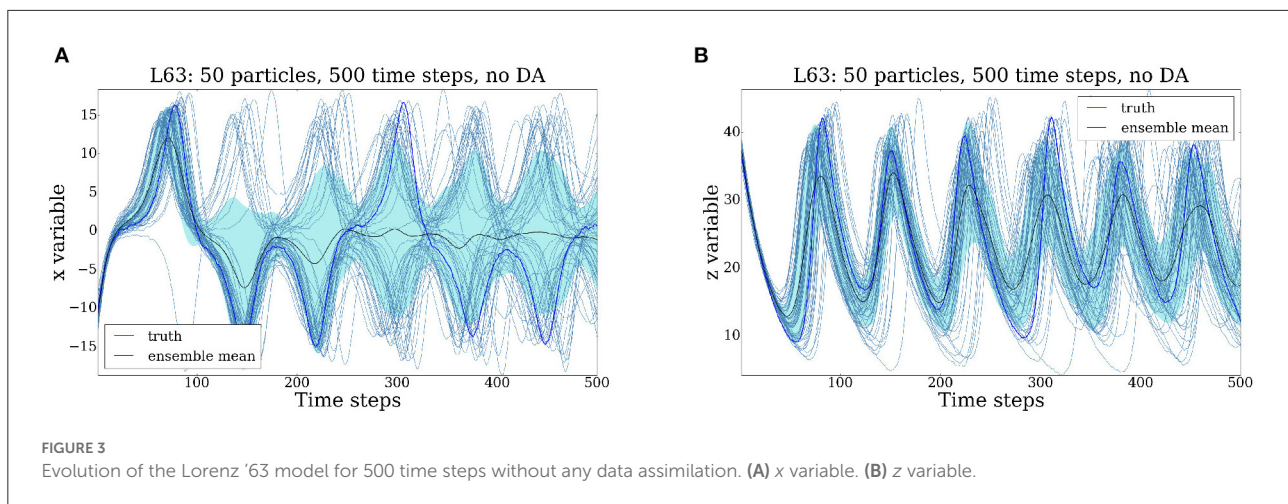 A
L63: 50 particles, 500 time steps, no DA
x variable
15
10
5
0
−5
−10
−15
truth
ensemble mean
100
200
300
400
500
Time steps
B
L63: 50 particles, 500 time steps, no DA
z variable
40
30
20
10
truth
ensemble mean
100
200
300
400
500
Time steps
FIGURE 3
Evolution of the Lorenz ’63 model for 500 time steps without any data assimilation. (A) x variable. (B) z variable.